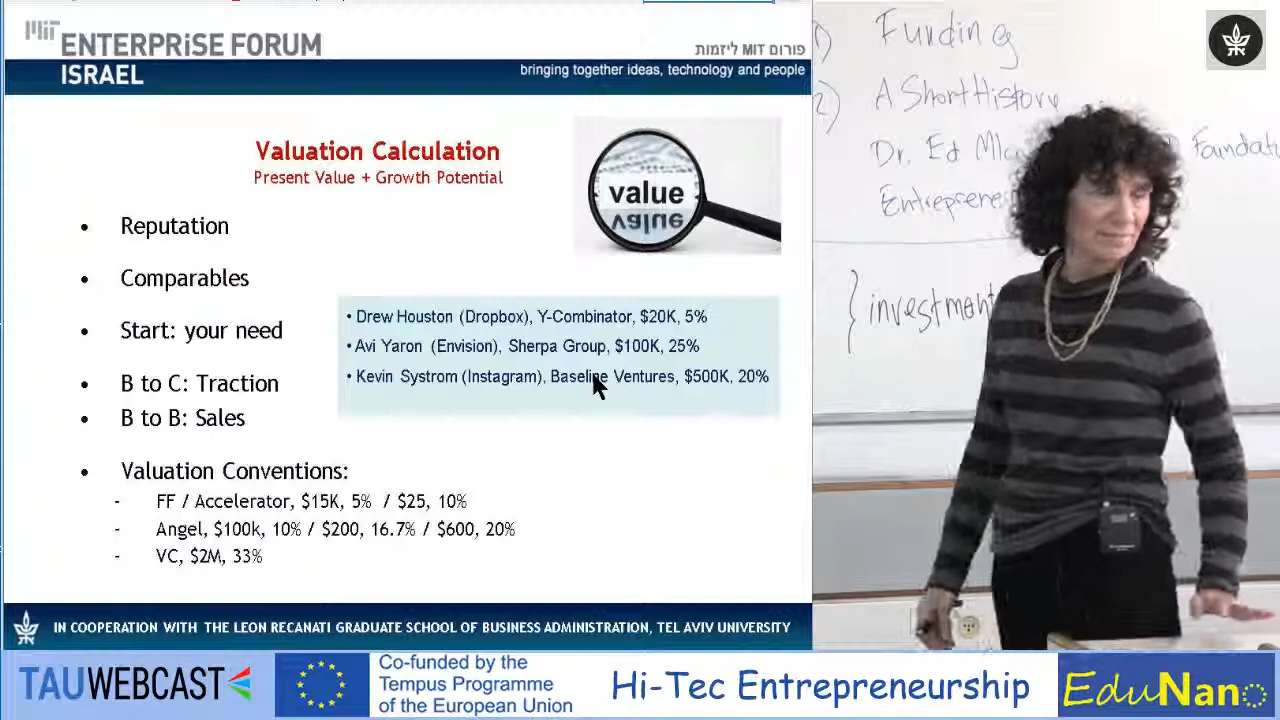 MIT
ENTERPRISE FORUM
ISRAEL
פורום MIT ליזמות
bringing together ideas, technology and people
Valuation Calculation
Present Value + Growth Potential
value
value
• Reputation
• Comparables
• Start: your need
• B to C: Traction
• B to B: Sales
• Drew Houston (Dropbox), Y-Combinator, $20K, 5%
• Avi Yaron (Envision), Sherpa Group, $100K, 25%
• Kevin Systrom (Instagram), Baseline Ventures, $500K, 20%
• Valuation Conventions:
- FF / Accelerator, $15K, 5% / $25, 10%
- Angel, $100k, 10% / $200, 16.7% / $600, 20%
- VC, $2M, 33%
IN COOPERATION WITH THE LEON RECANATI GRADUATE SCHOOL OF BUSINESS ADMINISTRATION, TEL AVIV UNIVERSITY
1) Funding
2) A Short History
Dr. Ed
investment
TAUWEBCAST
Co-funded by the
Tempus Programme
of the European Union
Hi-Tec Entrepreneurship
EduNano